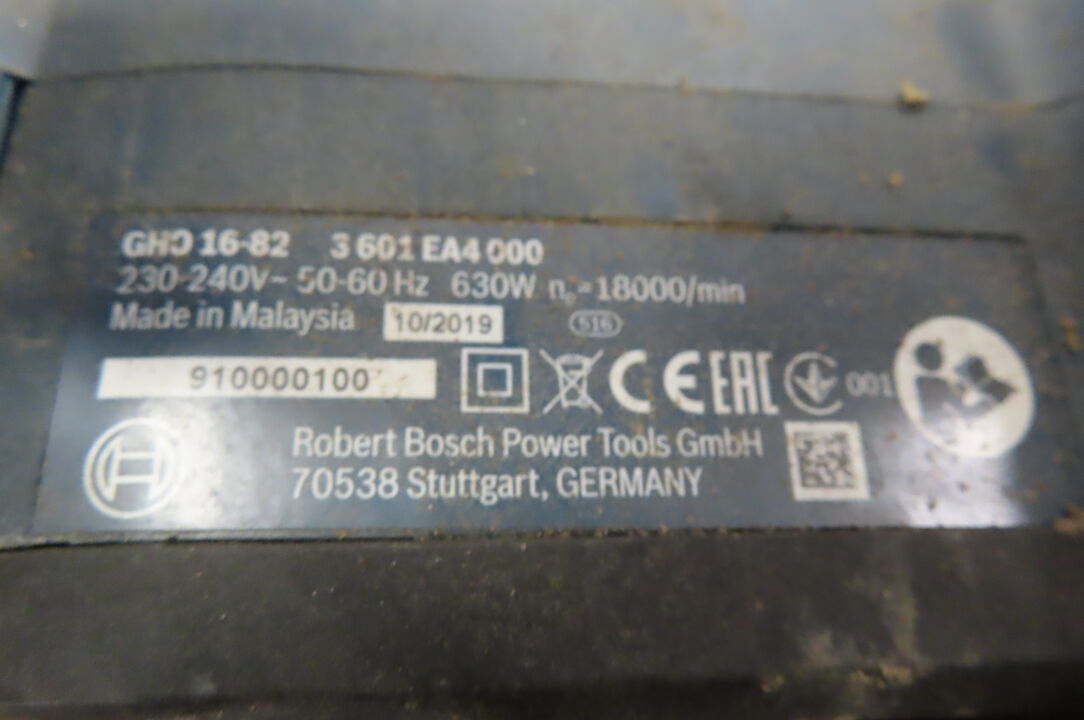 GHO 16-82 3 601 EA4 000
230-240V~ 50-60 Hz 630W n₀=18000/min
Made in Malaysia 10/2019 516
910000100
CE EAC 001
Robert Bosch Power Tools GmbH
70538 Stuttgart, GERMANY